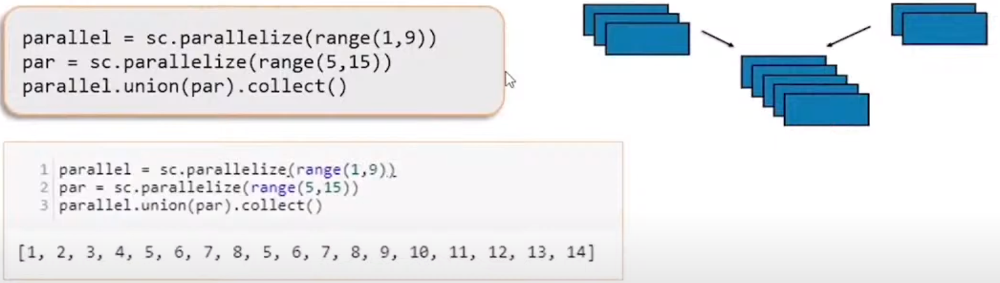 parallel = sc.parallelize(range(1,9))
par = sc.parallelize(range(5,15))
parallel.union(par).collect()
1 parallel = sc.parallelize(range(1,9))
2 par = sc.parallelize(range(5,15))
3 parallel.union(par).collect()
[1, 2, 3, 4, 5, 6, 7, 8, 5, 6, 7, 8, 9, 10, 11, 12, 13, 14]